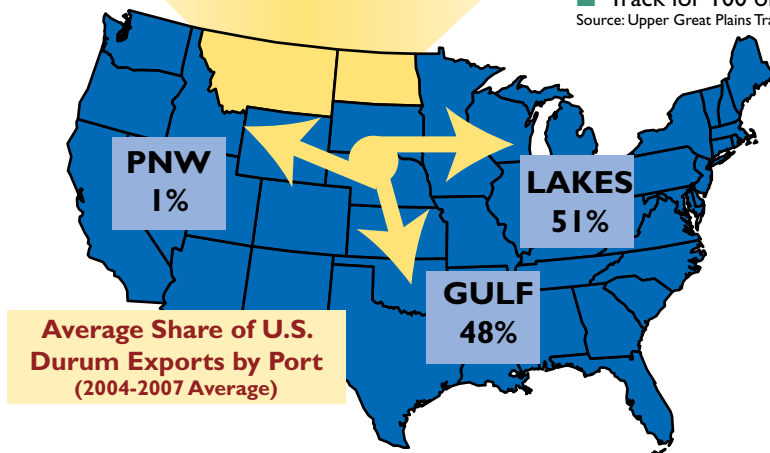 Source: Upper Great Plains
PNW
1%
LAKES
51%
GULF
48%
Average Share of U.S.
Durum Exports by Port
(2004-2007 Average)